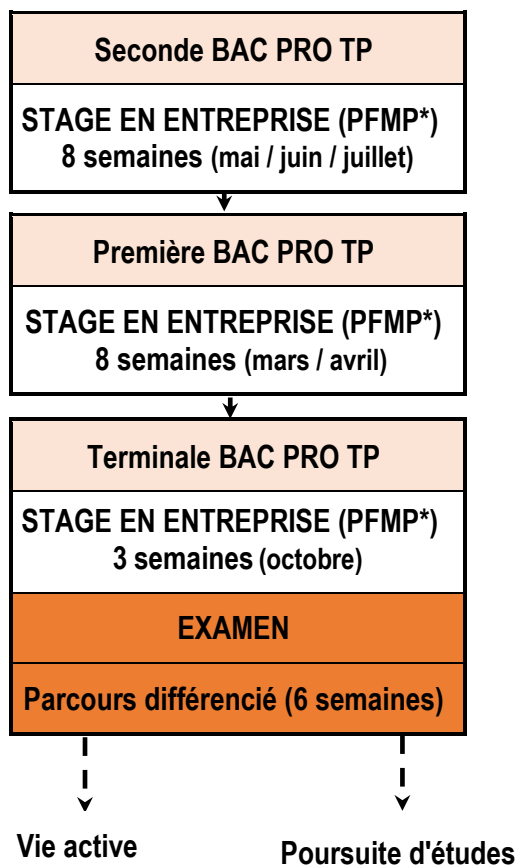 Seconde BAC PRO TP
STAGE EN ENTREPRISE (PFMP*)
8 semaines (mai / juin / juillet)
Première BAC PRO TP
STAGE EN ENTREPRISE (PFMP*)
8 semaines (mars / avril)
Terminale BAC PRO TP
STAGE EN ENTREPRISE (PFMP*)
3 semaines (octobre)
EXAMEN
Parcours différencié (6 semaines)
Vie active
Poursuite d'études